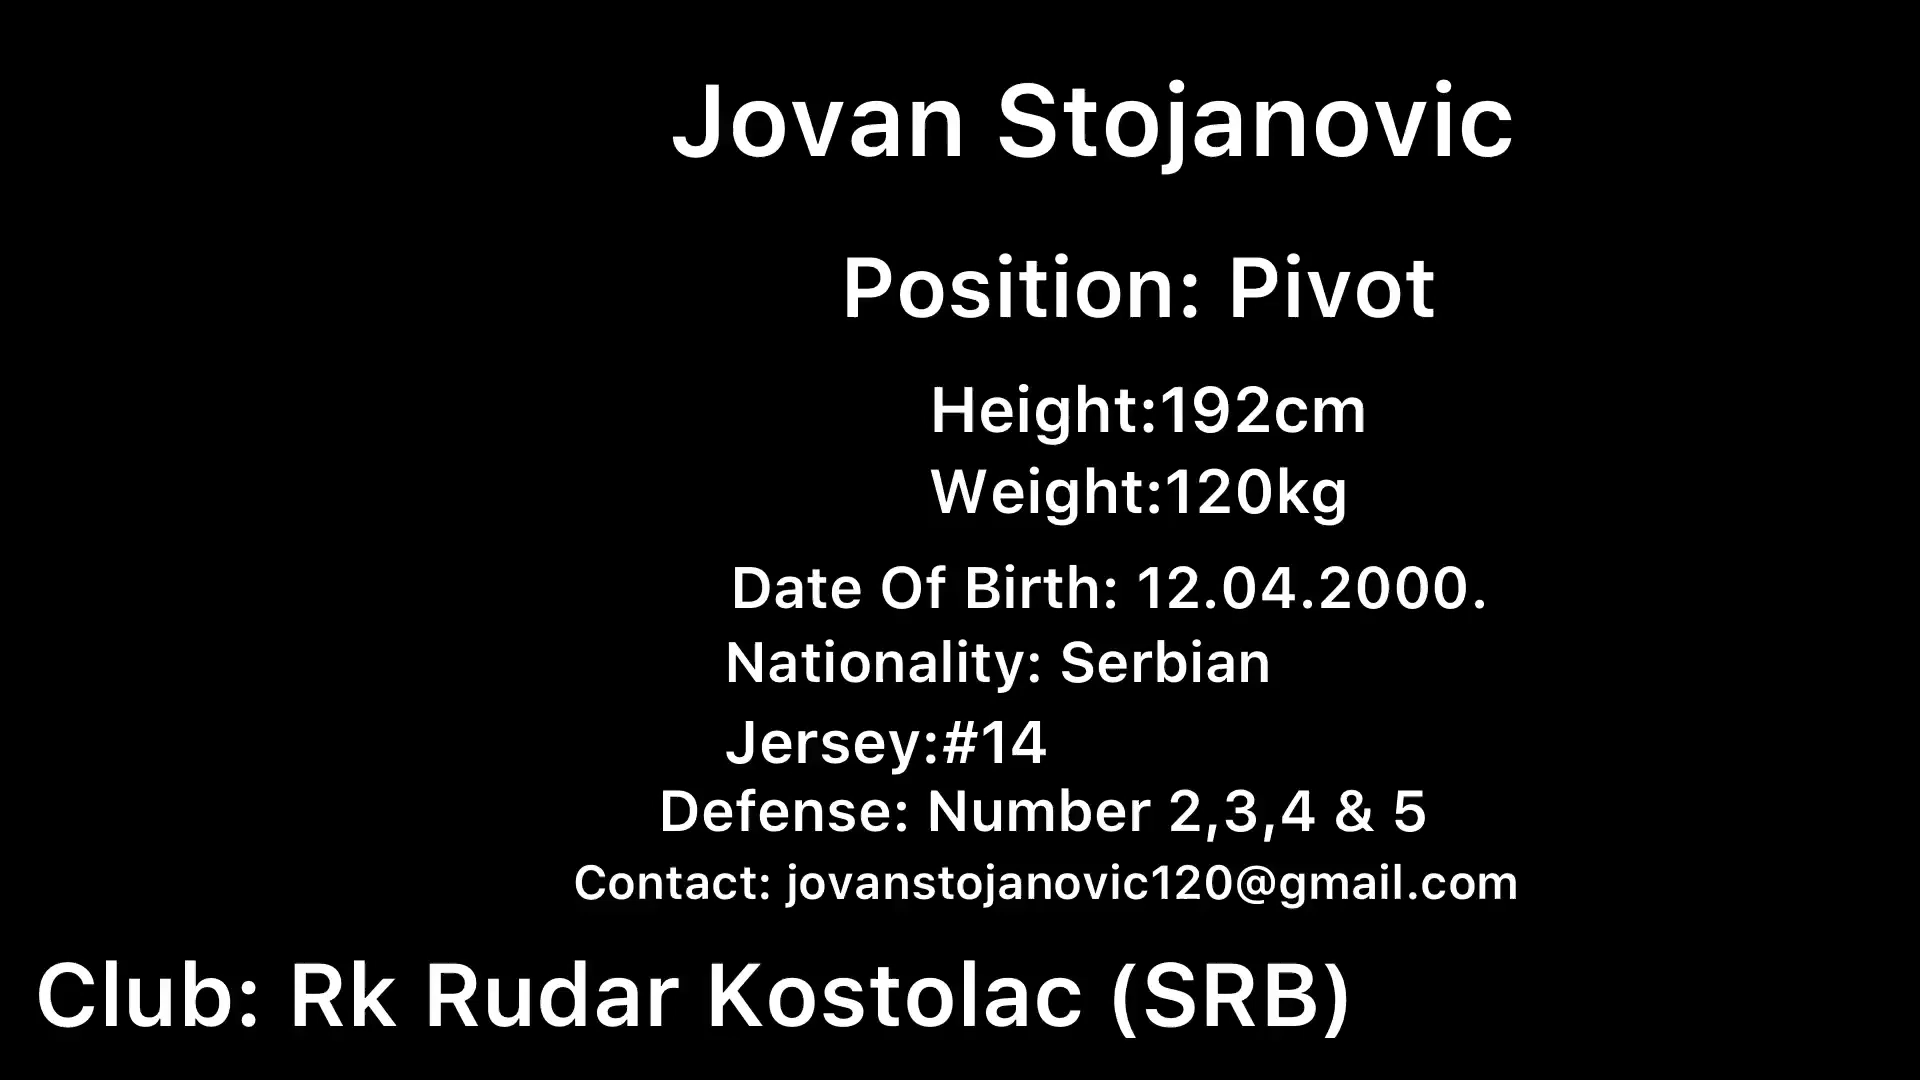 Jovan Stojanovic
Position: Pivot
Height:192cm
Weight:120kg
Date Of Birth: 12.04.2000.
Nationality: Serbian
Jersey:#14
Defense: Number 2,3,4 & 5
Contact: jovanstojanovic120@gmail.com
Club: Rk Rudar Kostolac (SRB)